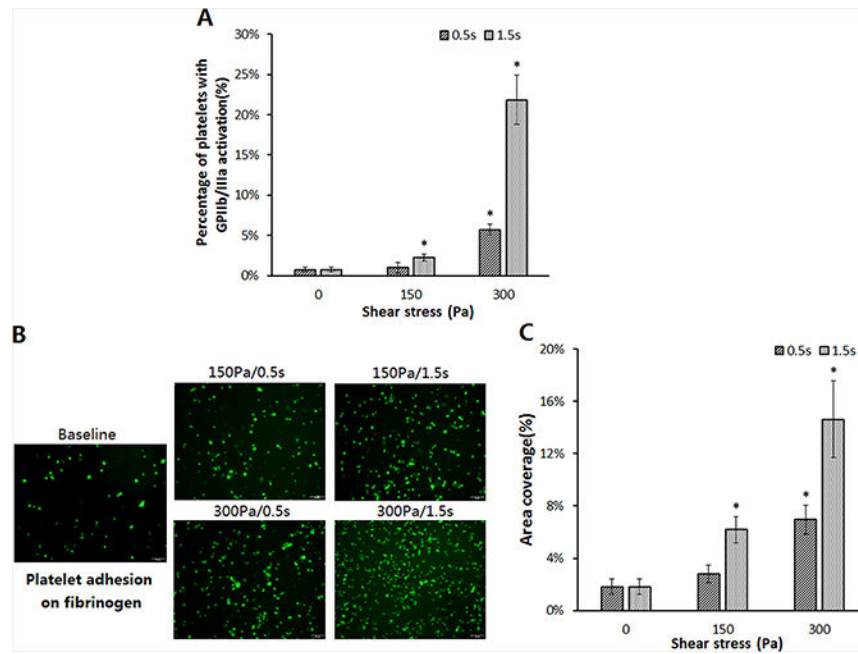 A
Percentage of platelets with
GPIIb/IIIa activation(%)
30%
25%
20%
15%
10%
5%
0%
0.5s 1.5s
*
*
*
0 150 300
Shear stress (Pa)
B
Baseline
150Pa/0.5s 150Pa/1.5s
300Pa/0.5s 300Pa/1.5s
Platelet adhesion
on fibrinogen
C
Area coverage(%)
20%
16%
12%
8%
4%
0%
0.5s 1.5s
*
*
*
0 150 300
Shear stress (Pa)